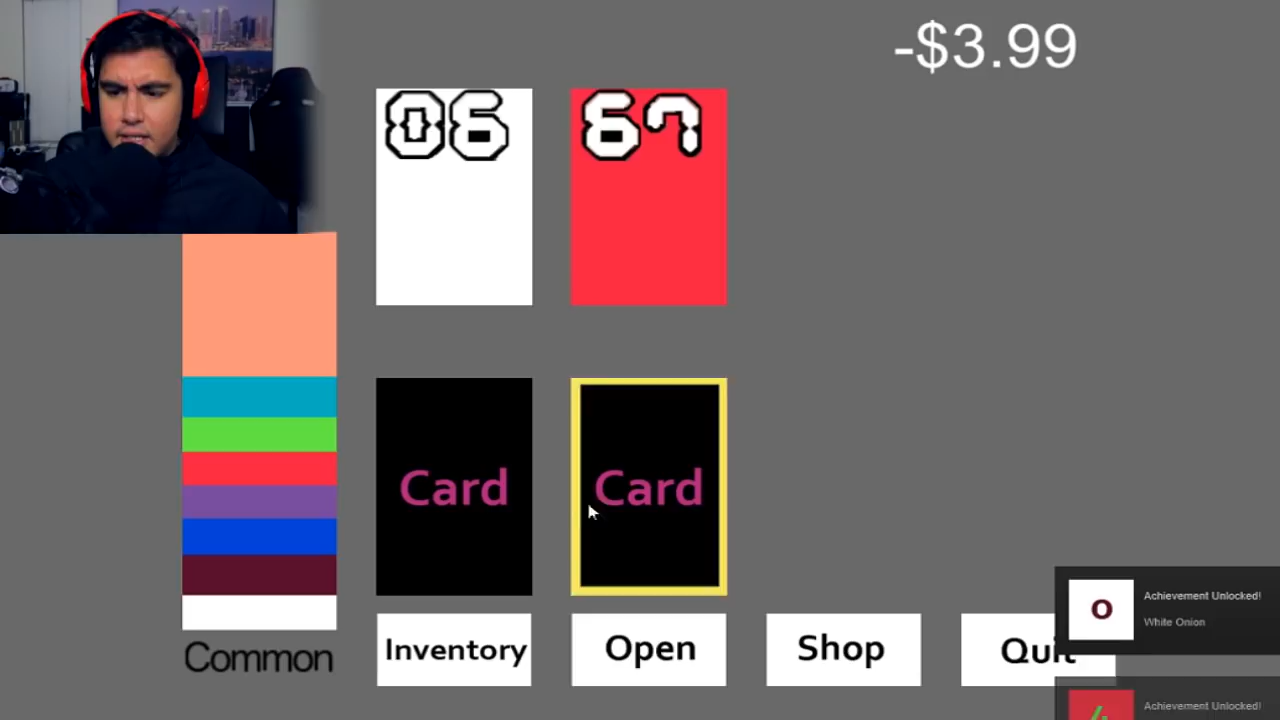 -$3.99
06
67
Card
Card
Common
Inventory
Open
Shop
Quit
O
Achievement Unlocked!
White Onion
Achievement Unlocked!